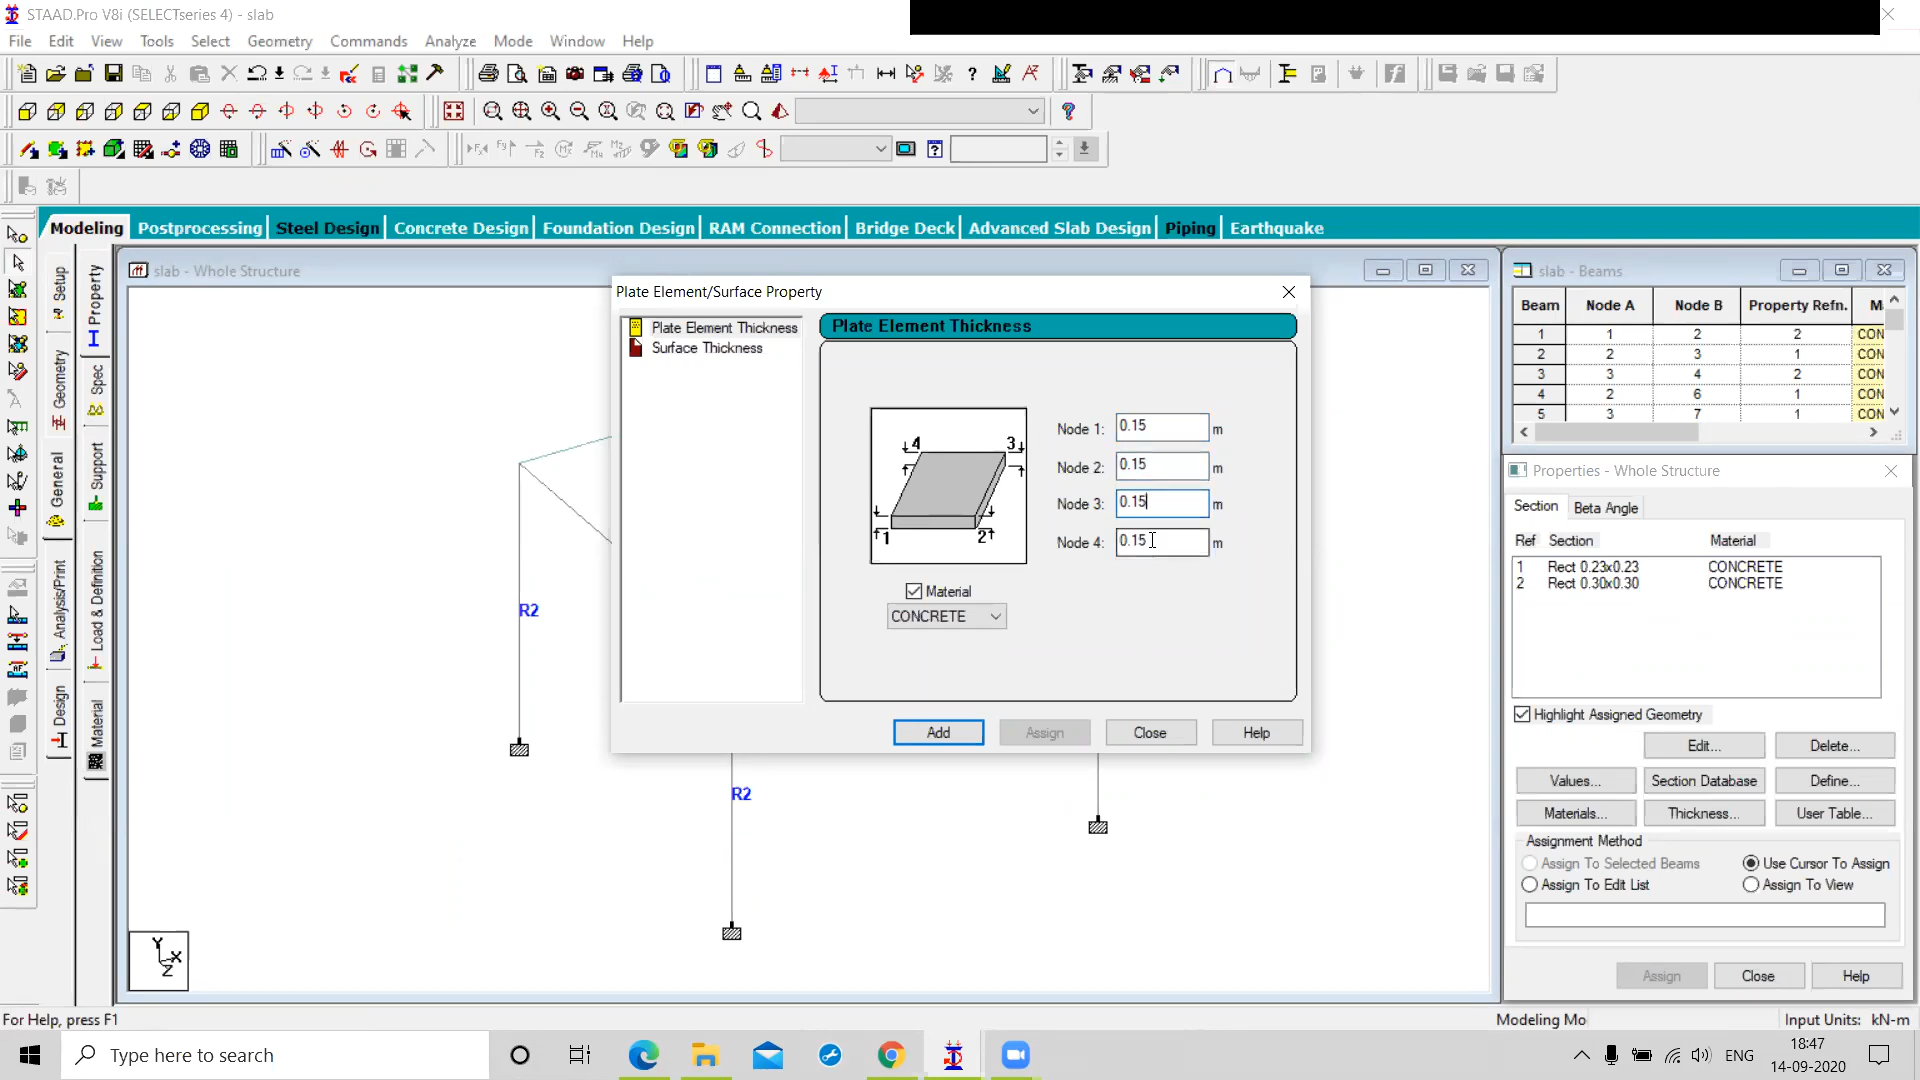 STAAD.Pro V8i (SELECTseries 4) - slab
File Edit View Tools Select Geometry Commands Analyze Mode Window Help
Modeling Postprocessing Steel Design Concrete Design Foundation Design RAM Connection Bridge Deck Advanced Slab Design Piping Earthquake
Setup
Geometry
General
Analysis/Print
Design
Property
Spec
Support
Load & Definition
Material
slab - Whole Structure
R2
R2
Y
X
Z
Plate Element/Surface Property
Plate Element Thickness
Surface Thickness
Plate Element Thickness
4 3
1 2
Node 1: 0.15 m
Node 2: 0.15 m
Node 3: 0.15 m
Node 4: 0.15 m
Material
CONCRETE
Add Assign Close Help
slab - Beams
Beam Node A Node B Property Refn. M
1 1 2 2 CON
2 2 3 1 CON
3 3 4 2 CON
4 2 6 1 CON
5 3 7 1 CON
Properties - Whole Structure
Section Beta Angle
Ref Section Material
1 Rect 0.23x0.23 CONCRETE
2 Rect 0.30x0.30 CONCRETE
Highlight Assigned Geometry
Edit... Delete...
Values... Section Database Define...
Materials... Thickness... User Table...
Assignment Method
Assign To Selected Beams Use Cursor To Assign
Assign To Edit List Assign To View
Assign Close Help
For Help, press F1
Modeling Mo
Input Units: kN-m
Type here to search
ENG
18:47
14-09-2020